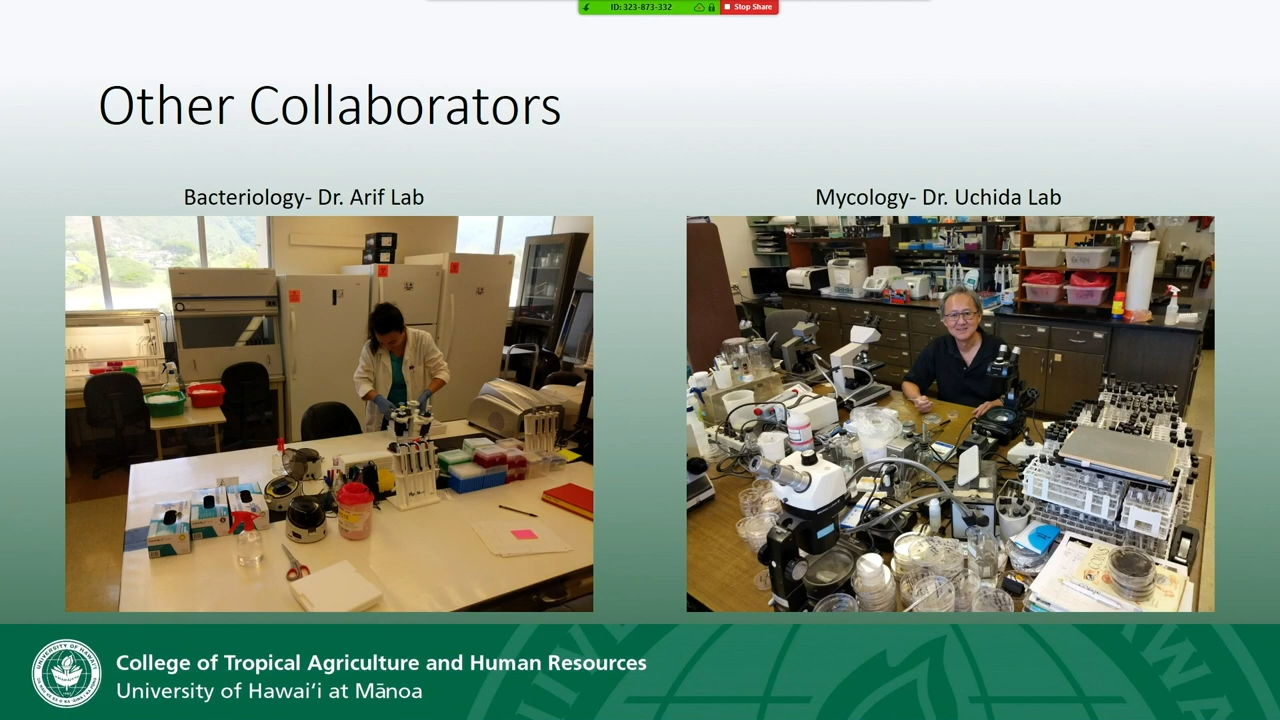 ID: 323-873-332
Stop Share
Other Collaborators
Bacteriology- Dr. Arif Lab
Mycology- Dr. Uchida Lab
College of Tropical Agriculture and Human Resources
University of Hawaiʻi at Mānoa